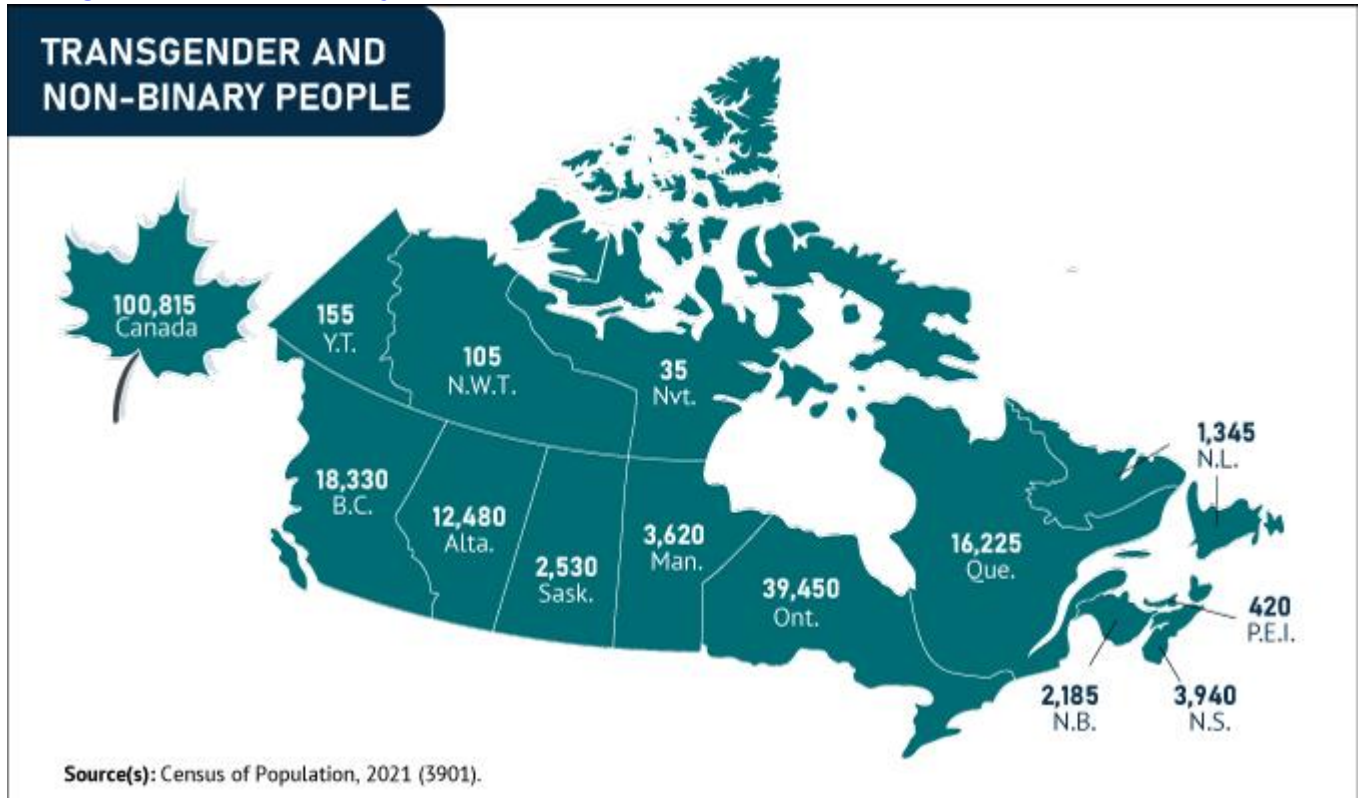 TRANSGENDER AND
NON-BINARY PEOPLE
100,815
Canada
155
Y.T.
105
N.W.T.
35
Nvt.
1,345
N.L.
18,330
B.C.
12,480
Alta.
2,530
Sask.
3,620
Man.
39,450
Ont.
16,225
Que.
420
P.E.I.
2,185
N.B.
3,940
N.S.
Source(s): Census of Population, 2021 (3901).